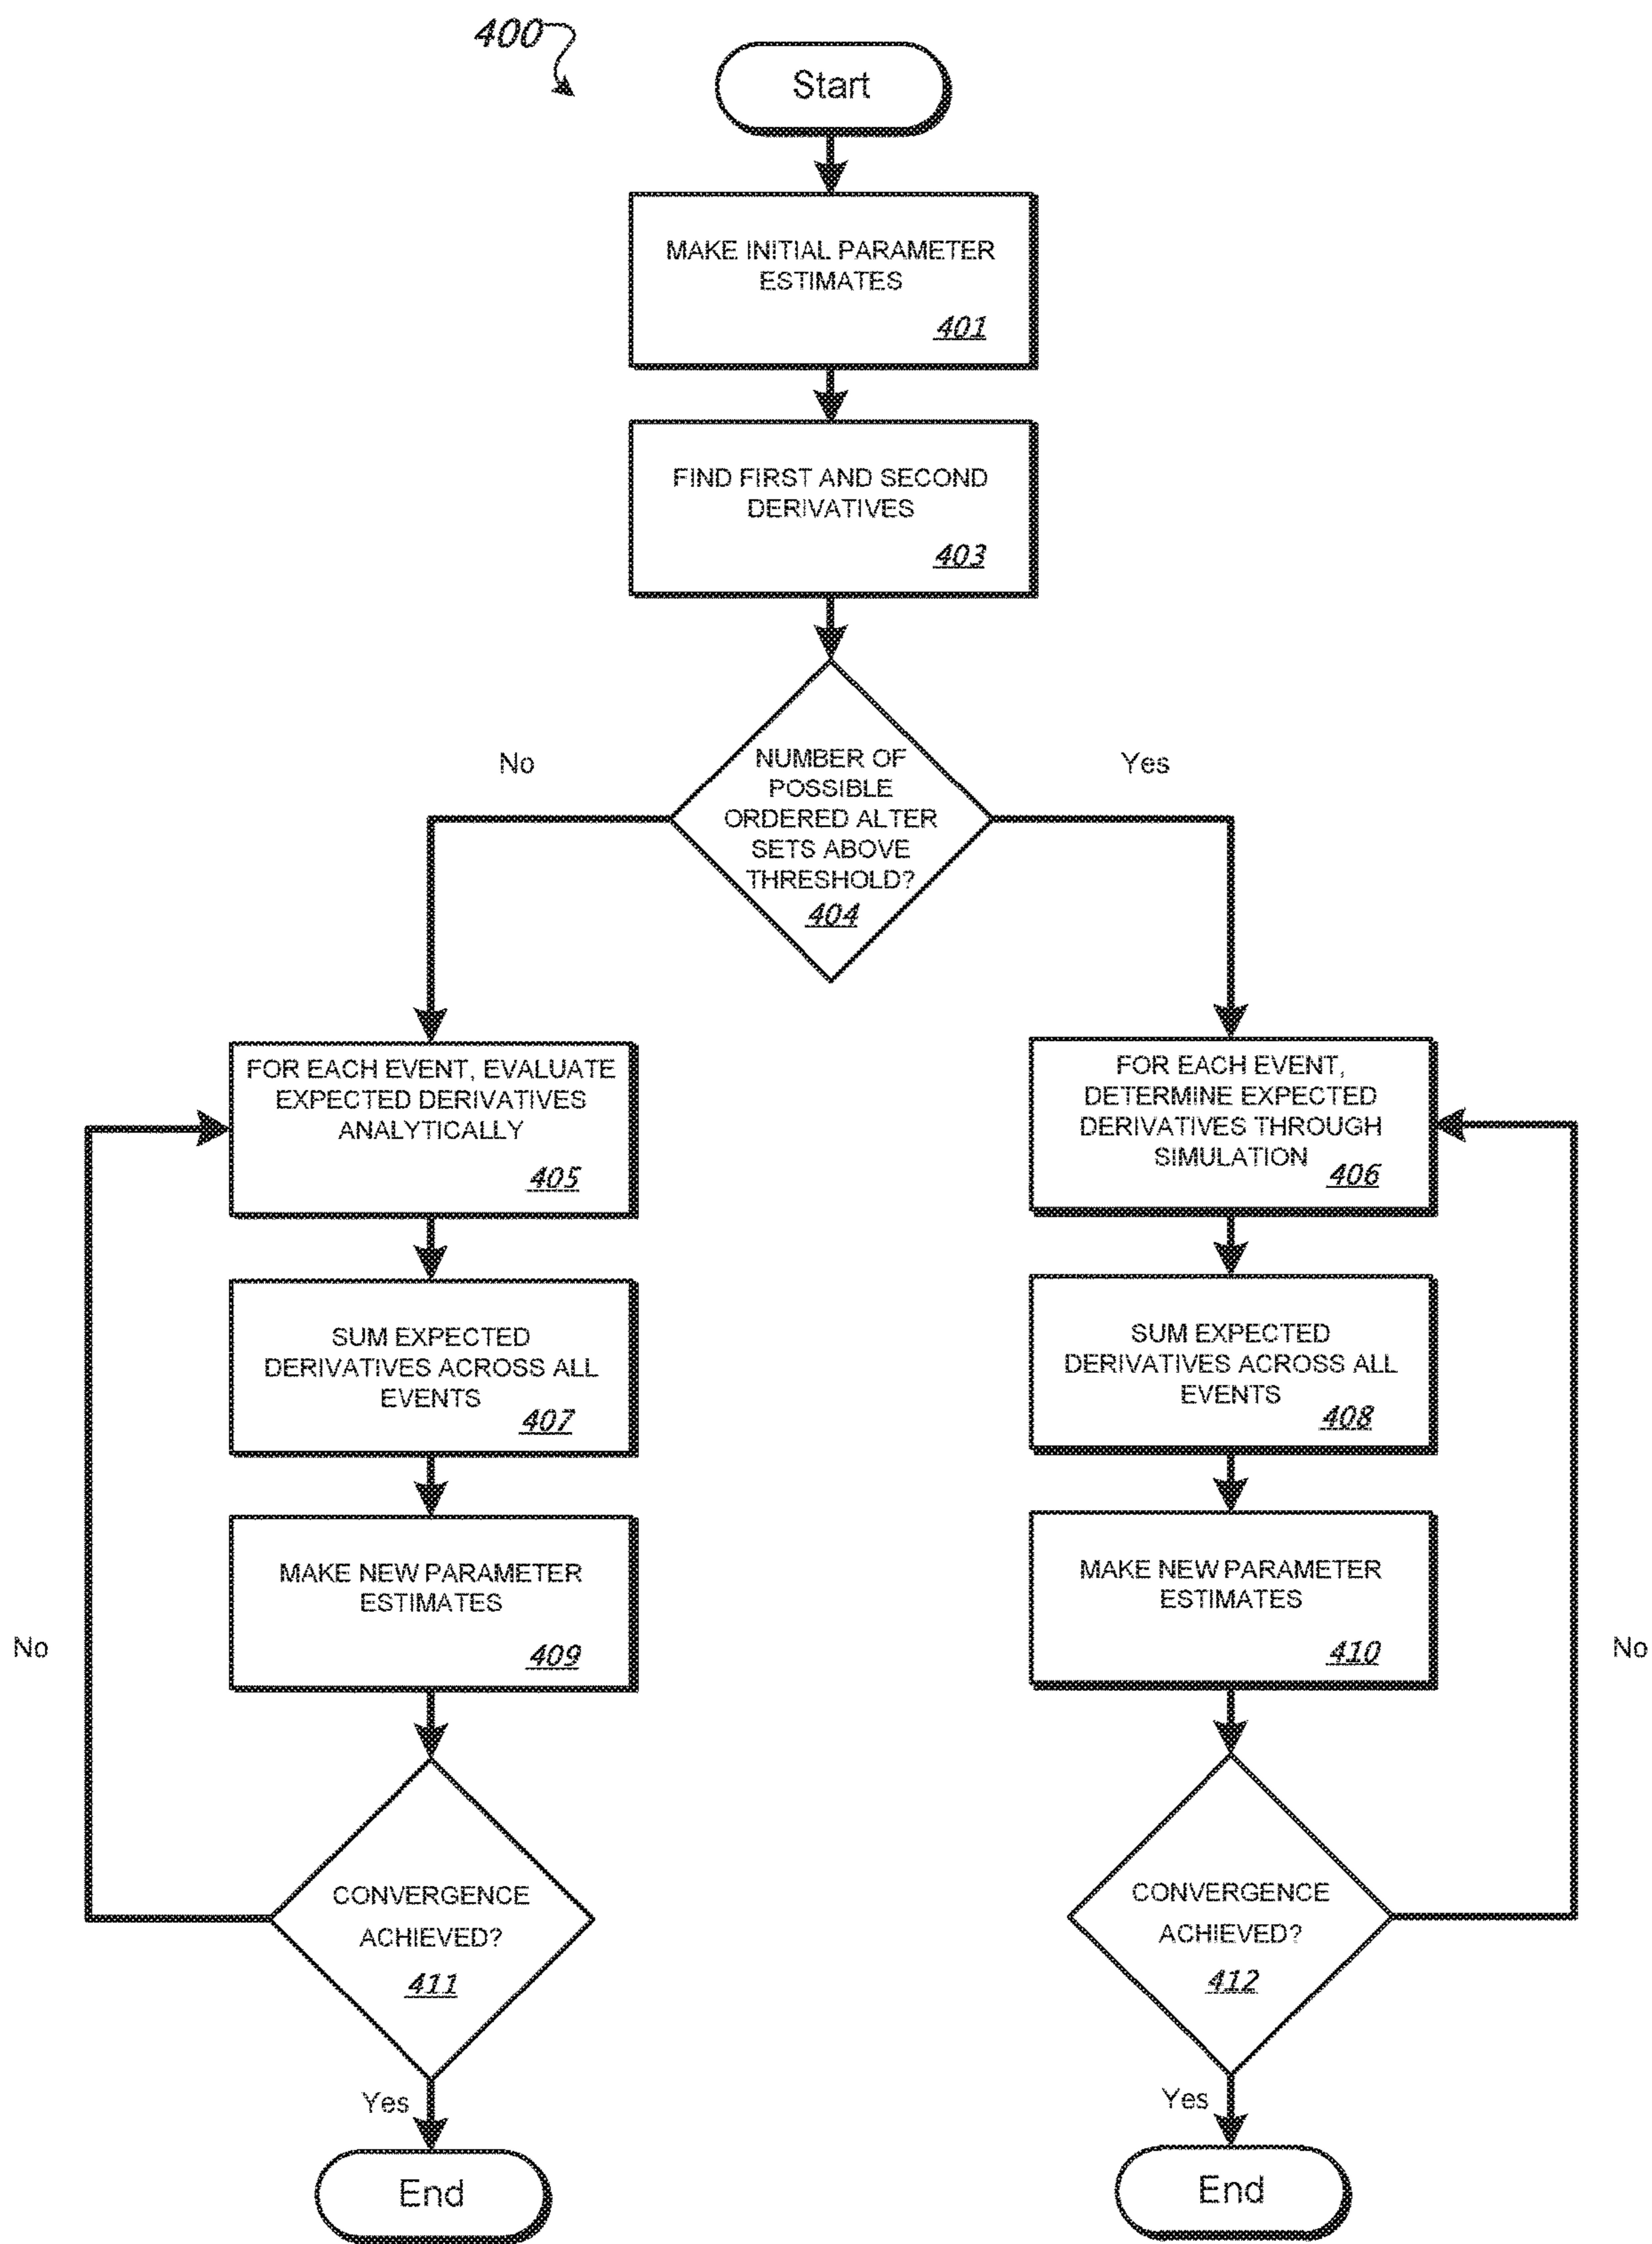 400
Start
MAKE INITIAL PARAMETER
ESTIMATES
401
FIND FIRST AND SECOND
DERIVATIVES
403
No
Yes
NUMBER OF
POSSIBLE
ORDERED ALTER
SETS ABOVE
THRESHOLD?
404
FOR EACH EVENT, EVALUATE
EXPECTED DERIVATIVES
ANALYTICALLY
405
SUM EXPECTED
DERIVATIVES ACROSS ALL
EVENTS
407
MAKE NEW PARAMETER
ESTIMATES
409
No
CONVERGENCE
ACHIEVED?
411
Yes
End
FOR EACH EVENT,
DETERMINE EXPECTED
DERIVATIVES THROUGH
SIMULATION
406
SUM EXPECTED
DERIVATIVES ACROSS ALL
EVENTS
408
MAKE NEW PARAMETER
ESTIMATES
410
No
CONVERGENCE
ACHIEVED?
412
Yes
End